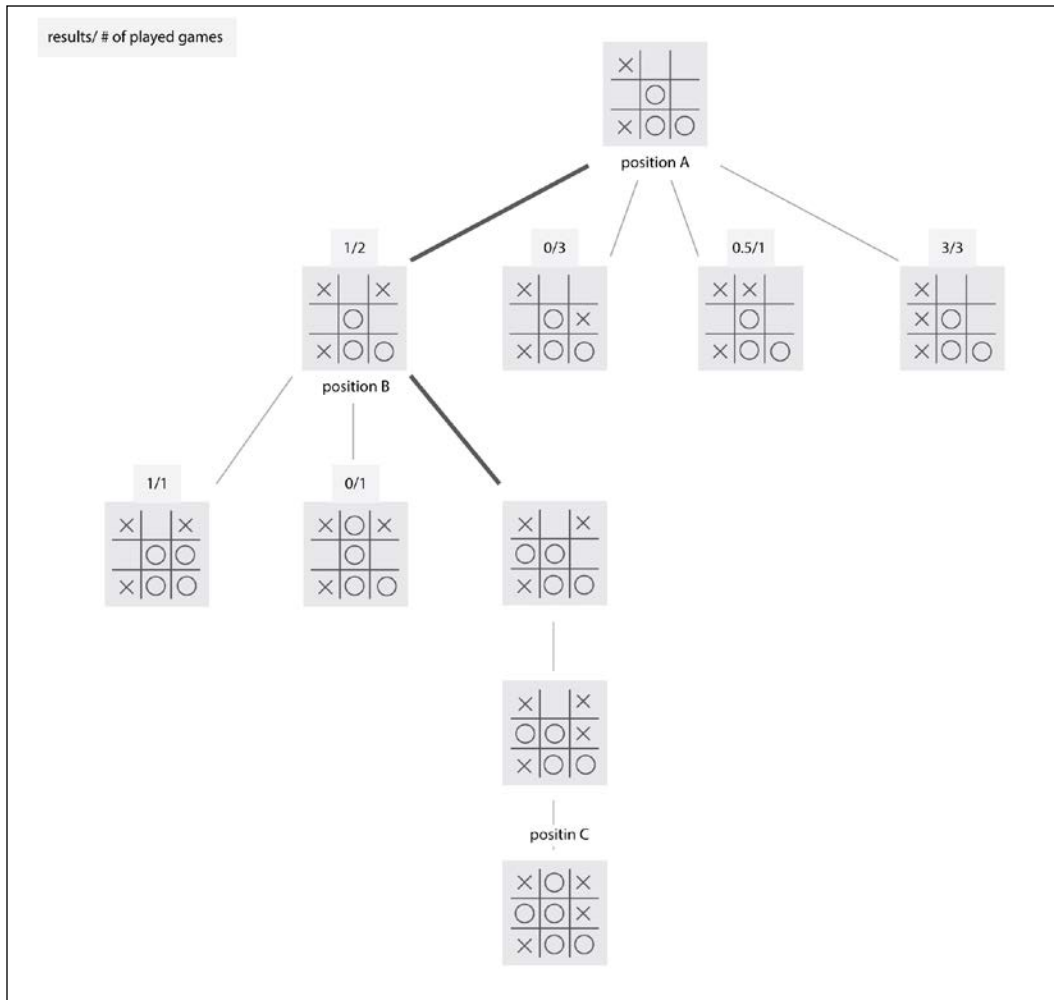 results/ # of played games
position A
1/2
0/3
0.5/1
3/3
position B
1/1
0/1
positin C